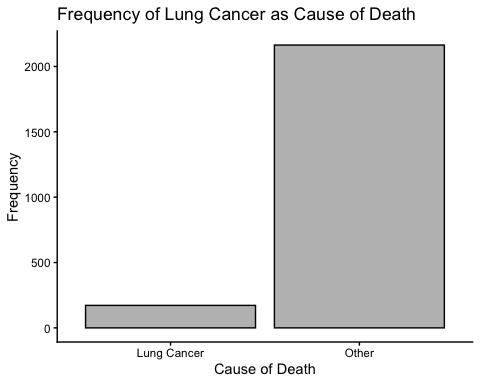 Frequency of Lung Cancer as Cause of Death
Frequency
2000
1500
1000
500
0
Lung Cancer
Other
Cause of Death